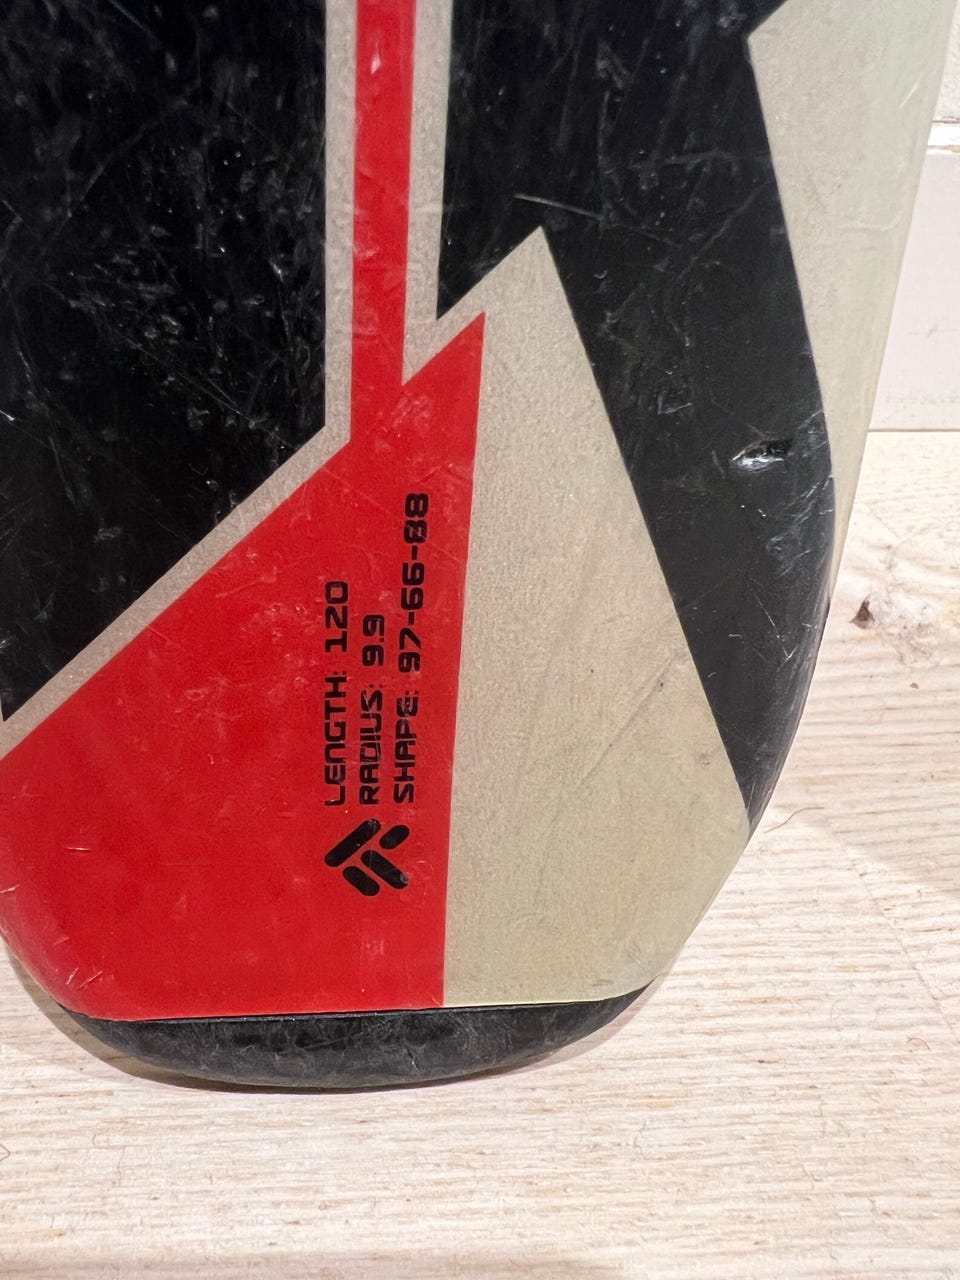 LENGTH: 120
RADIUS: 9.9
SHAPE: 97-66-88